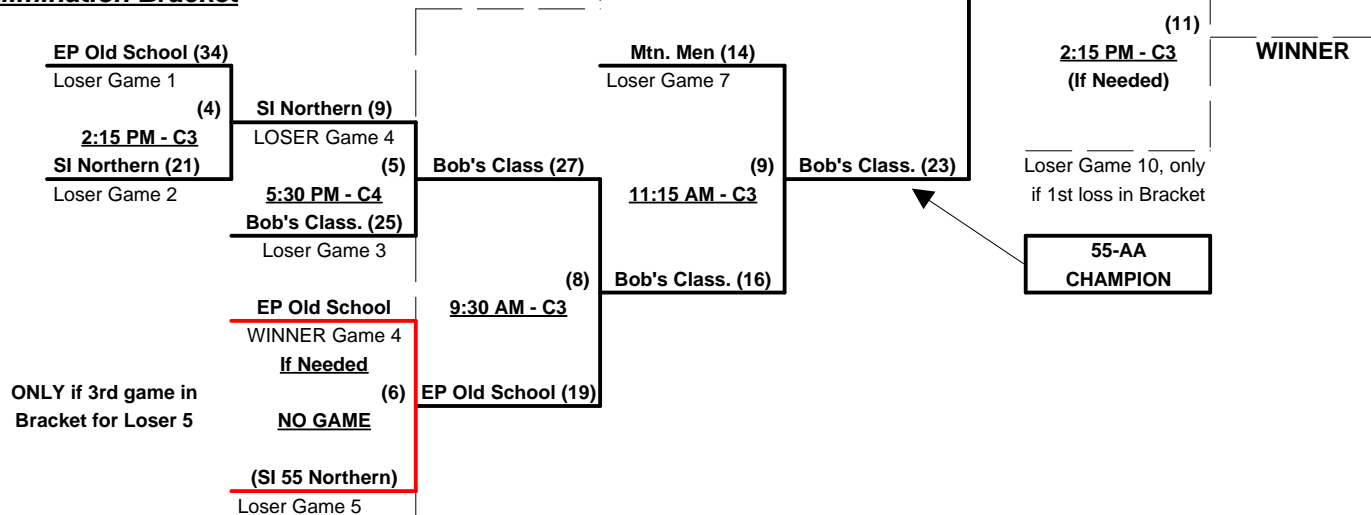 Bracket
(11)
EP Old School (34)
Mtn. Men (14)
2:15 PM - C3
WINNER
Loser Game 1
Loser Game 7
(If Needed)
(4)
SI Northern (9)
2:15 PM - C3
LOSER Game 4
SI Northern (21)
(5)
Bob's Class (27)
(9)
Bob's Class. (23)
Loser Game 10, only
Loser Game 2
5:30 PM - C4
11:15 AM - C3
if 1st loss in Bracket
Bob's Class. (25)
Loser Game 3
55-AA
(8)
Bob's Class. (16)
CHAMPION
EP Old School
9:30 AM - C3
WINNER Game 4
If Needed
ONLY if 3rd game in
(6)
EP Old School (19)
Bracket for Loser 5
NO GAME
(SI 55 Northern)
Loser Game 5